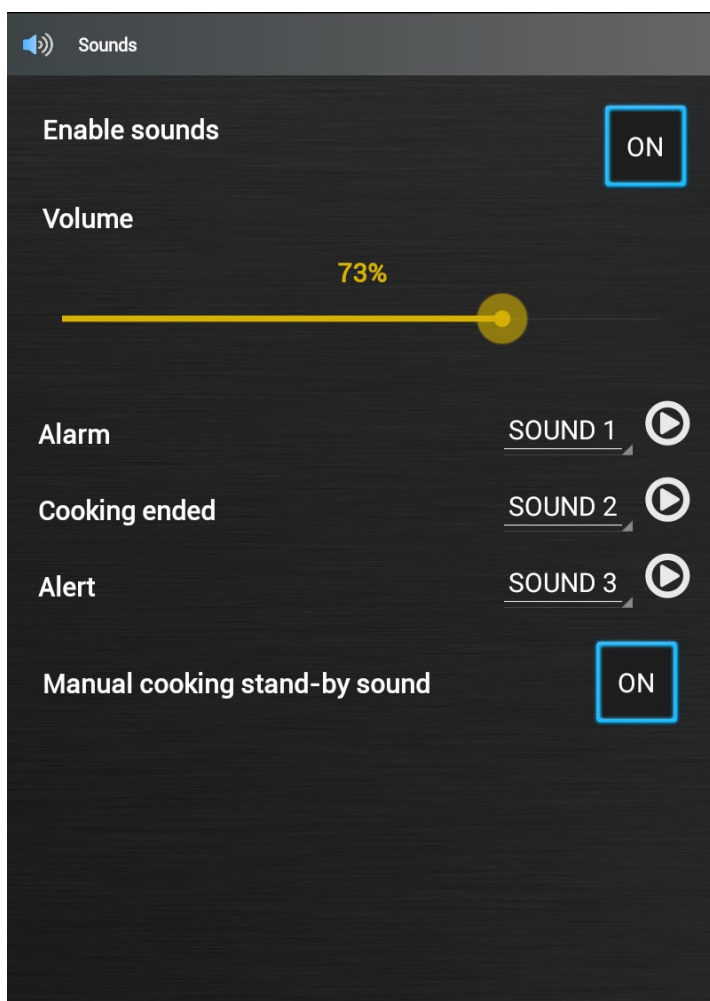 Sounds
Enable sounds
ON
Volume
73%
Alarm
SOUND 1
Cooking ended
SOUND 2
Alert
SOUND 3
Manual cooking stand-by sound
ON